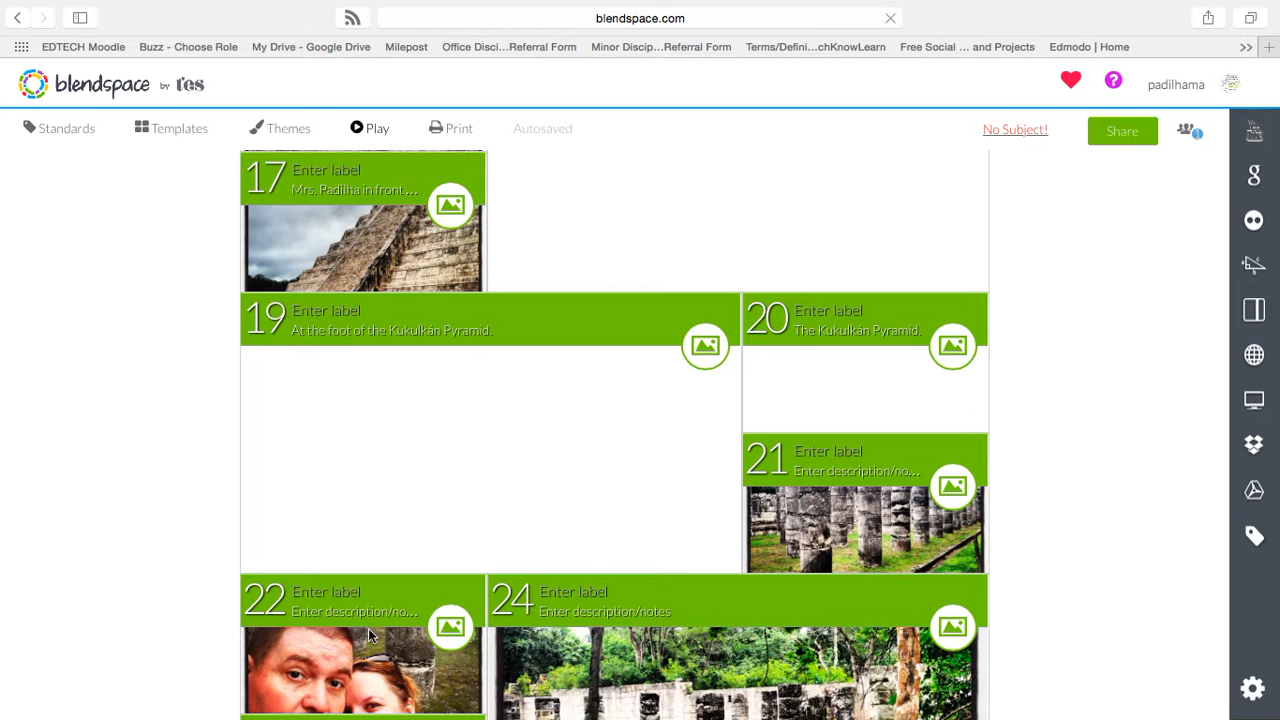 blendspace.com
EDTECH Moodle Buzz - Choose Role My Drive - Google Drive Milepost Office Disci...Referral Form Minor Discip...Referral Form Terms/Defini...chKnowLearn Free Social ... and Projects Edmodo | Home
blendspace by tes padilhama
Standards Templates Themes Play Print Autosaved No Subject! Share
17 Enter label
Mrs. Padilha in front ...
19 Enter label
At the foot of the Kukulkán Pyramid.
20 Enter label
The Kukulkán Pyramid.
21 Enter label
Enter description/no...
22 Enter label
Enter description/no...
24 Enter label
Enter description/notes